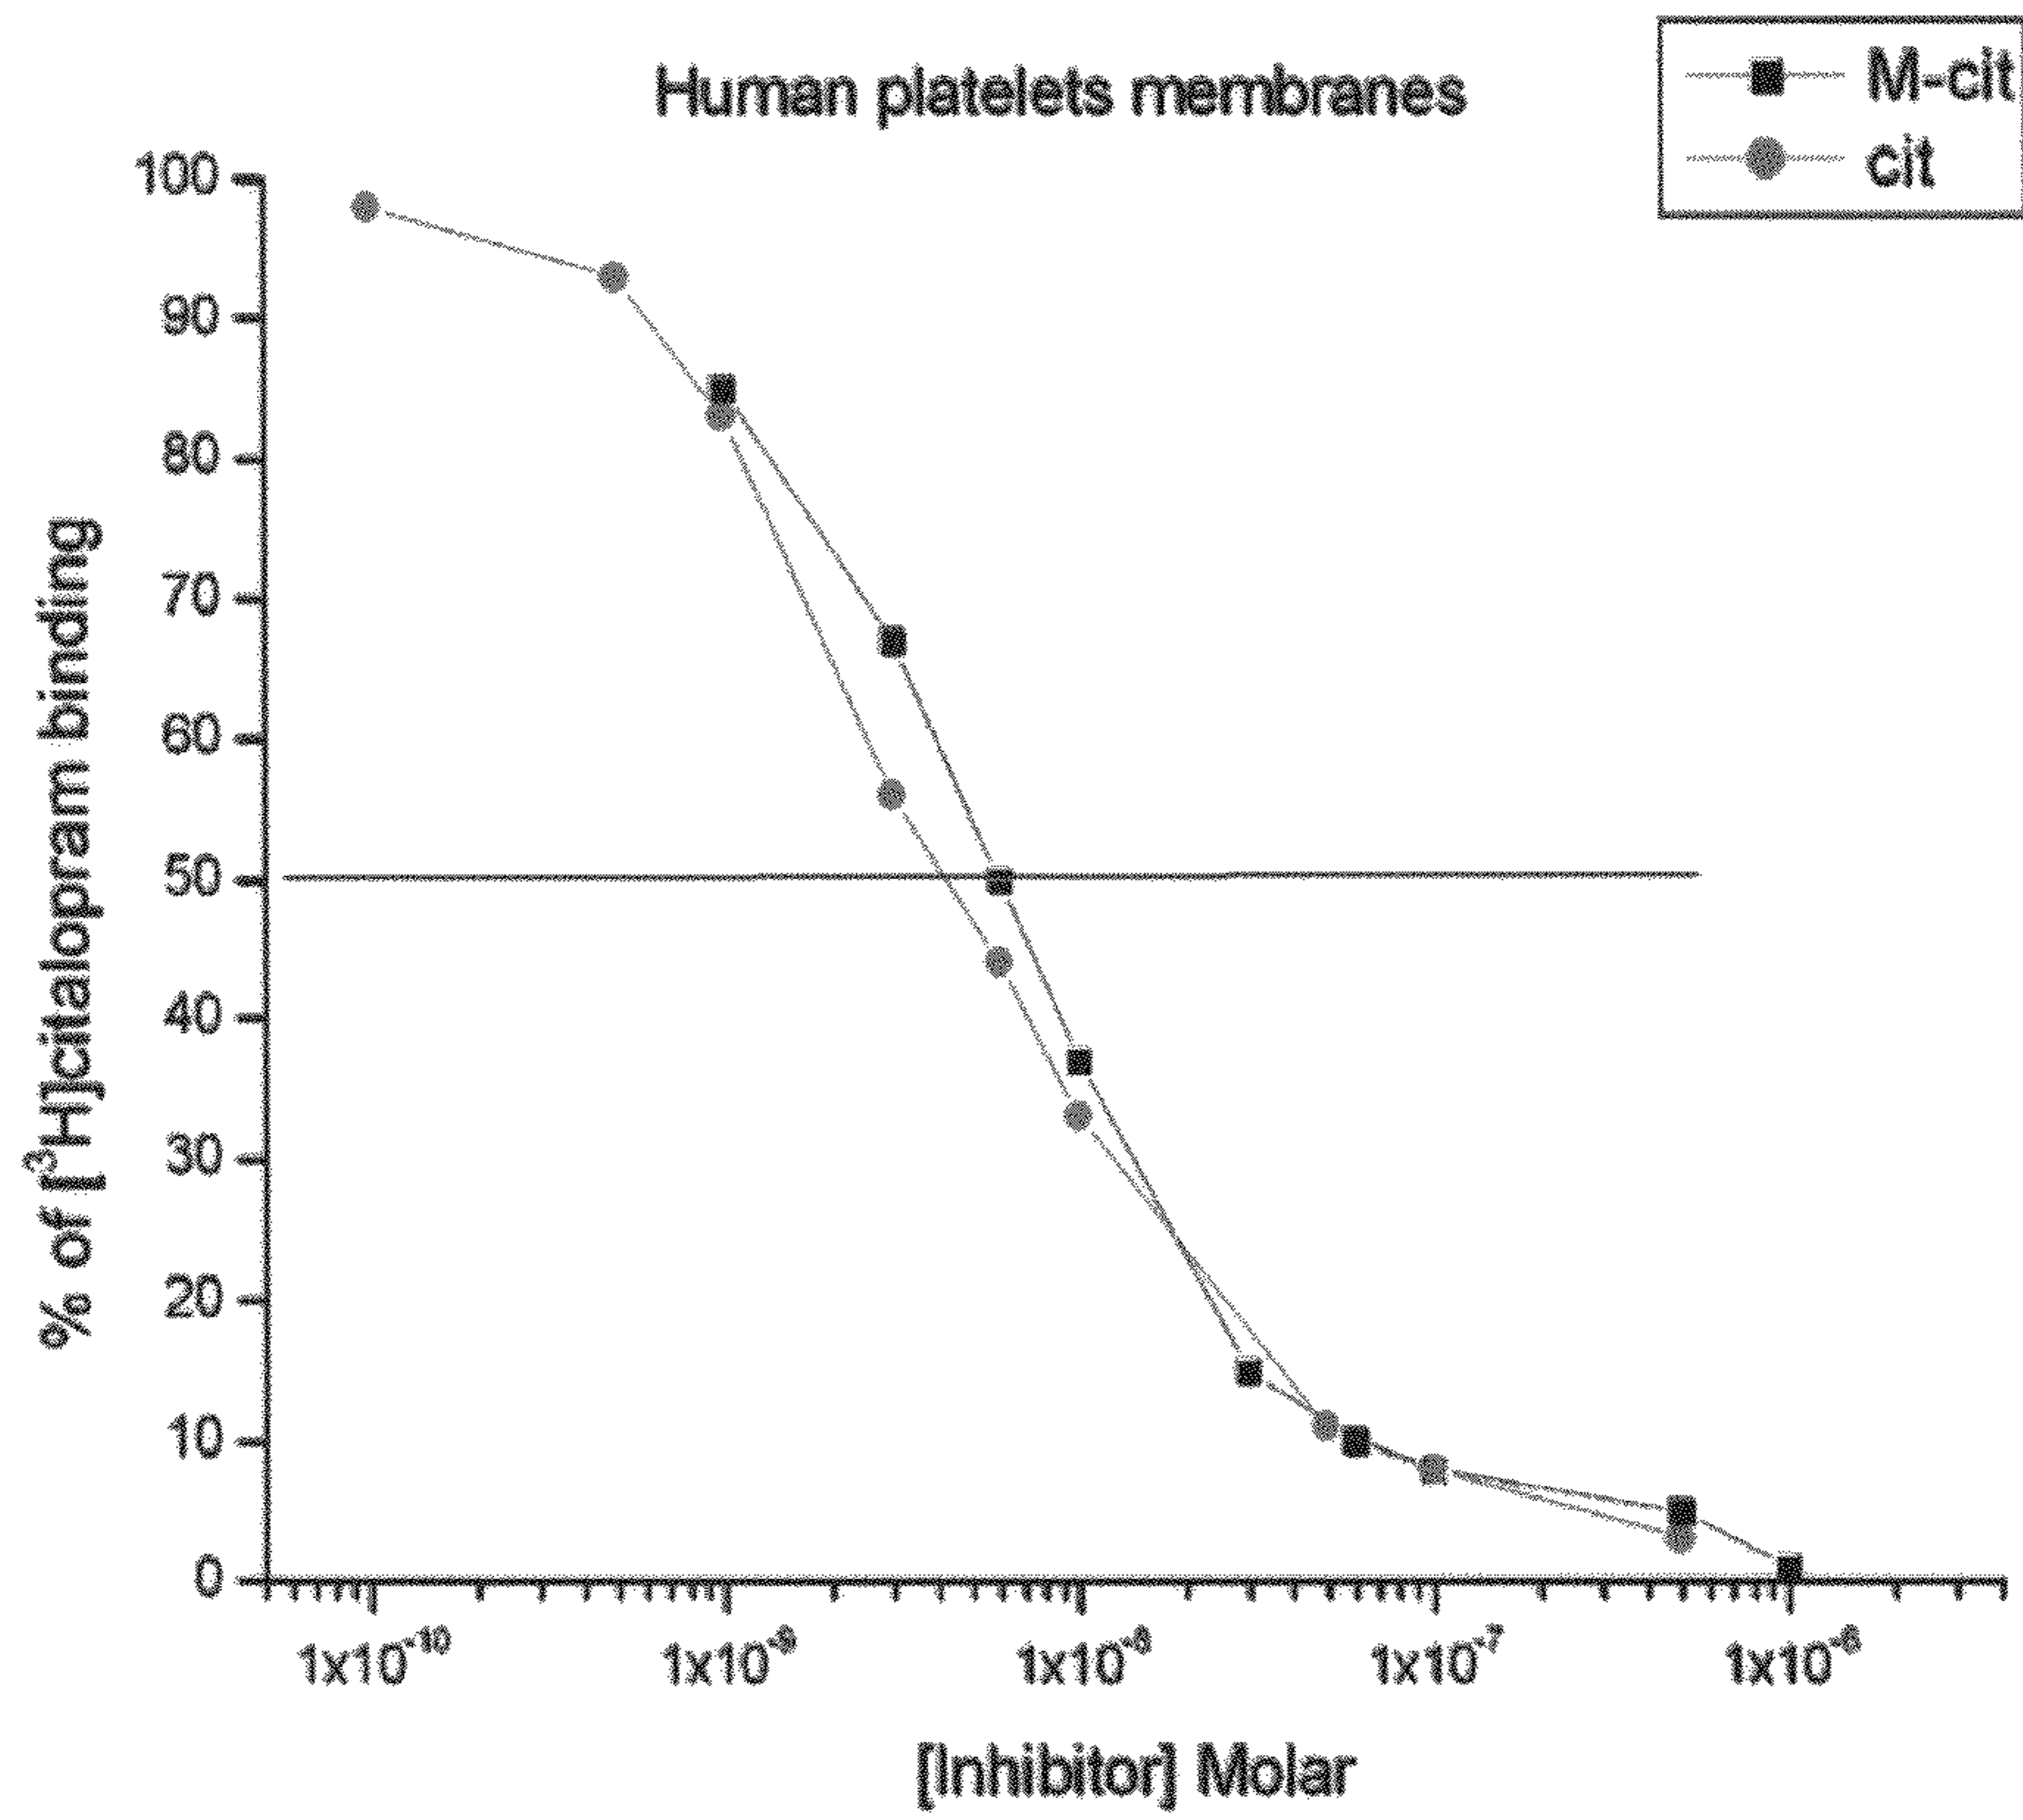 Human platelets membranes
M-cit
cit
100
90
80
70
60
50
40
30
20
10
0
% of [³H]citalopram binding
1x10⁻¹⁰
1x10⁻⁹
1x10⁻⁸
1x10⁻⁷
1x10⁻⁶
[Inhibitor] Molar